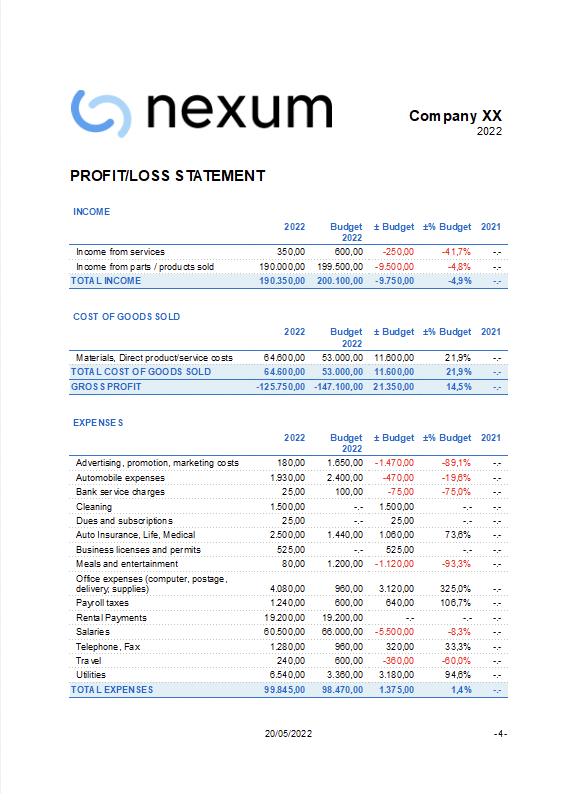 nexum
Company XX
2022
PROFIT/LOSS STATEMENT
INCOME
2022 Budget 2022 ± Budget ±% Budget 2021
Income from services 350,00 600,00 -250,00 -41,7% -.-
Income from parts / products sold 190.000,00 199.500,00 -9.500,00 -4,8% -.-
TOTAL INCOME 190.350,00 200.100,00 -9.750,00 -4,9% -.-
COST OF GOODS SOLD
2022 Budget 2022 ± Budget ±% Budget 2021
Materials, Direct product/service costs 64.600,00 53.000,00 11.600,00 21,9% -.-
TOTAL COST OF GOODS SOLD 64.600,00 53.000,00 11.600,00 21,9% -.-
GROSS PROFIT -125.750,00 -147.100,00 21.350,00 14,5% -.-
EXPENSES
2022 Budget 2022 ± Budget ±% Budget 2021
Advertising, promotion, marketing costs 180,00 1.650,00 -1.470,00 -89,1% -.-
Automobile expenses 1.930,00 2.400,00 -470,00 -19,6% -.-
Bank service charges 25,00 100,00 -75,00 -75,0% -.-
Cleaning 1.500,00 -.- 1.500,00 -.-
Dues and subscriptions 25,00 -.- 25,00 -.-
Auto Insurance, Life, Medical 2.500,00 1.440,00 1.060,00 73,6% -.-
Business licenses and permits 525,00 -.- 525,00 -.-
Meals and entertainment 80,00 1.200,00 -1.120,00 -93,3% -.-
Office expenses (computer, postage,
delivery, supplies) 4.080,00 960,00 3.120,00 325,0% -.-
Payroll taxes 1.240,00 600,00 640,00 106,7% -.-
Rental Payments 19.200,00 19.200,00 -.- -.- -.-
Salaries 60.500,00 66.000,00 -5.500,00 -8,3% -.-
Telephone, Fax 1.280,00 960,00 320,00 33,3% -.-
Travel 240,00 600,00 -360,00 -60,0% -.-
Utilities 6.540,00 3.360,00 3.180,00 94,6% -.-
TOTAL EXPENSES 99.845,00 98.470,00 1.375,00 1,4% -.-
20/05/2022 -4-